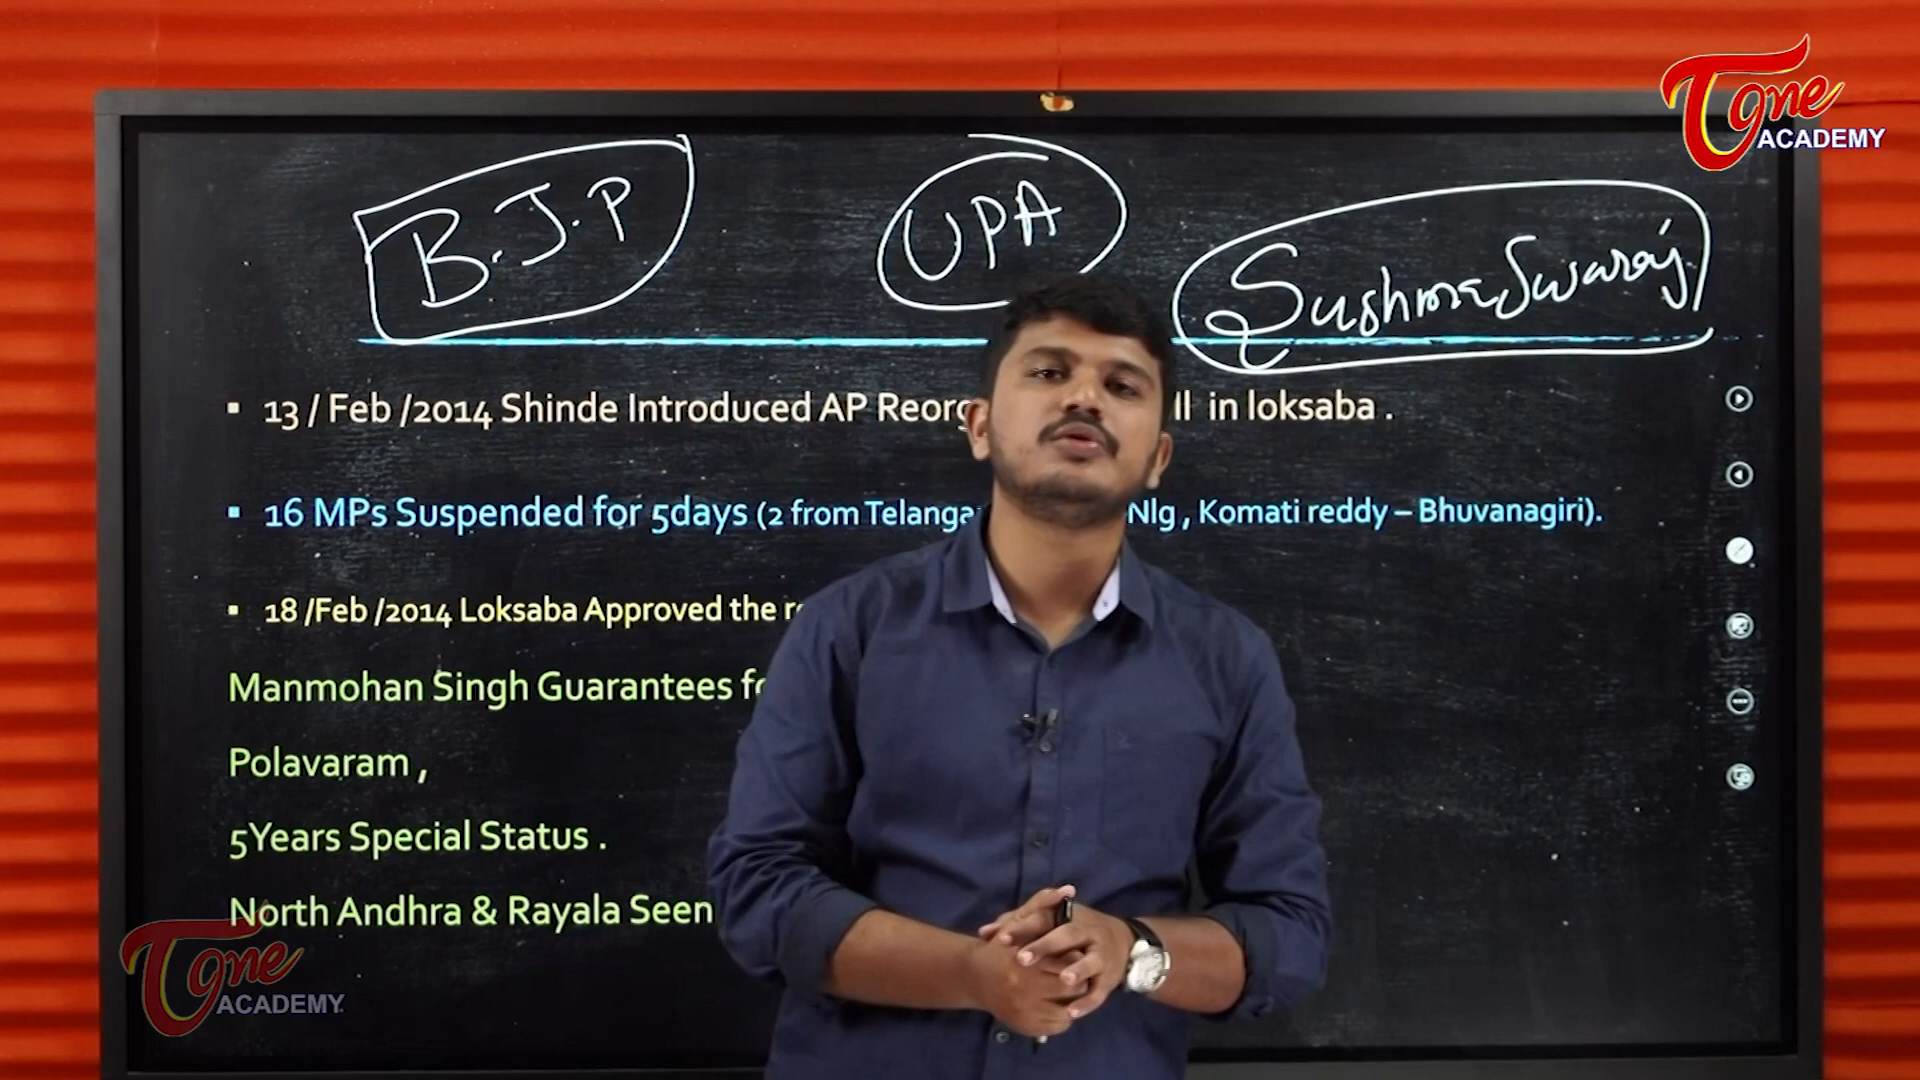 Tone
ACADEMY
B.J.P
UPA
Sushma Swaraj
▪ 13 / Feb /2014 Shinde Introduced AP Reorg ll in loksaba .
▪ 16 MPs Suspended for 5days (2 from Telanga Nlg , Komati reddy – Bhuvanagiri).
▪ 18 /Feb /2014 Loksaba Approved the r
Manmohan Singh Guarantees fo
Polavaram ,
5Years Special Status .
North Andhra & Rayala Seen
Tone
ACADEMY